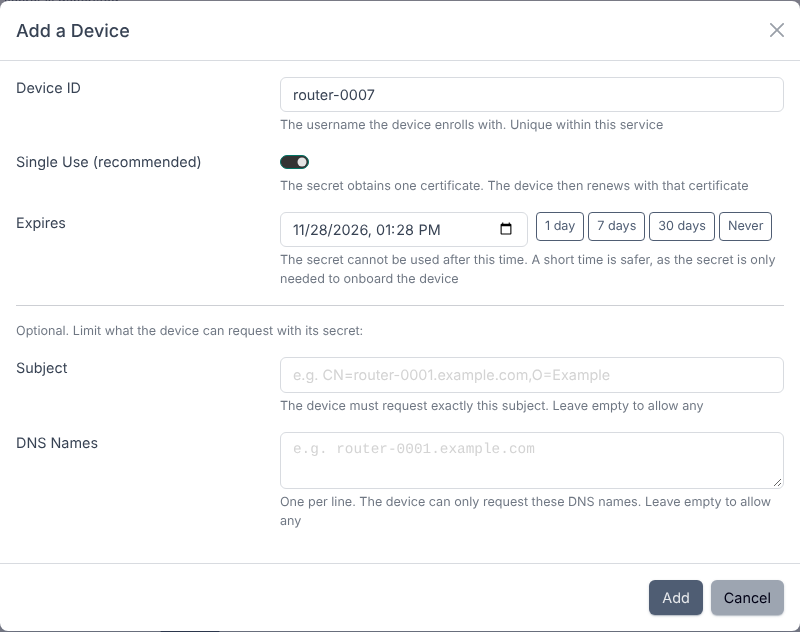 Add a Device
Device ID
router-0007
The username the device enrolls with. Unique within this service
Single Use (recommended)
The secret obtains one certificate. The device then renews with that certificate
Expires
11/28/2026, 01:28 PM
1 day
7 days
30 days
Never
The secret cannot be used after this time. A short time is safer, as the secret is only
needed to onboard the device
Optional. Limit what the device can request with its secret:
Subject
e.g. CN=router-0001.example.com,O=Example
The device must request exactly this subject. Leave empty to allow any
DNS Names
e.g. router-0001.example.com
One per line. The device can only request these DNS names. Leave empty to allow
any
Add
Cancel